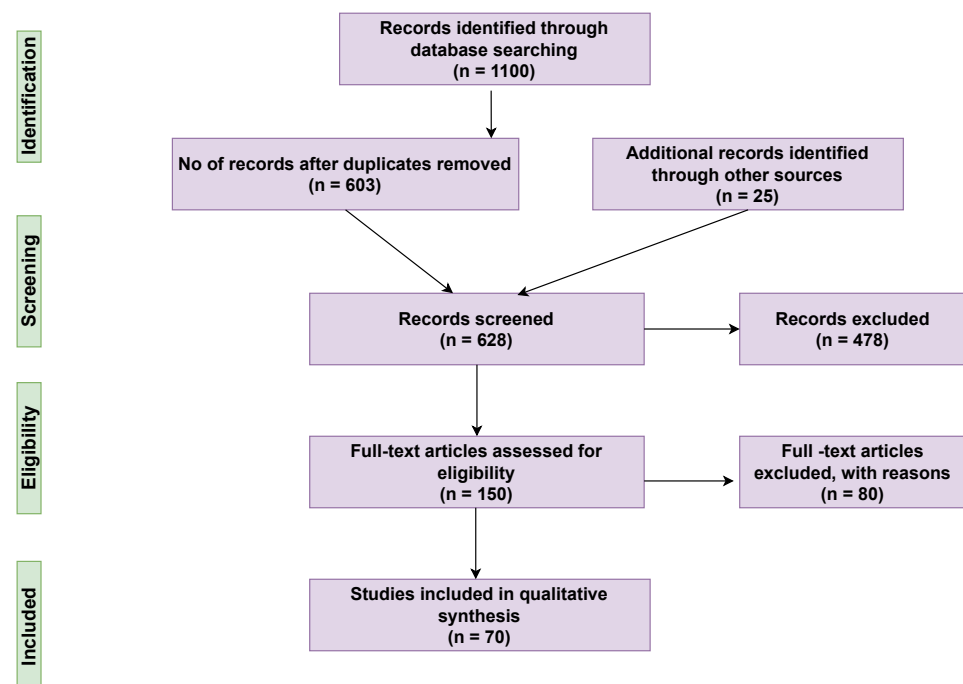 Identification
Records identified through
database searching
(n = 1100)
No of records after duplicates removed
(n = 603)
Additional records identified
through other sources
(n = 25)
Screening
Records screened
(n = 628)
Records excluded
(n = 478)
Eligibility
Full-text articles assessed for
eligibility
(n = 150)
Full -text articles
excluded, with reasons
(n = 80)
Included
Studies included in qualitative
synthesis
(n = 70)